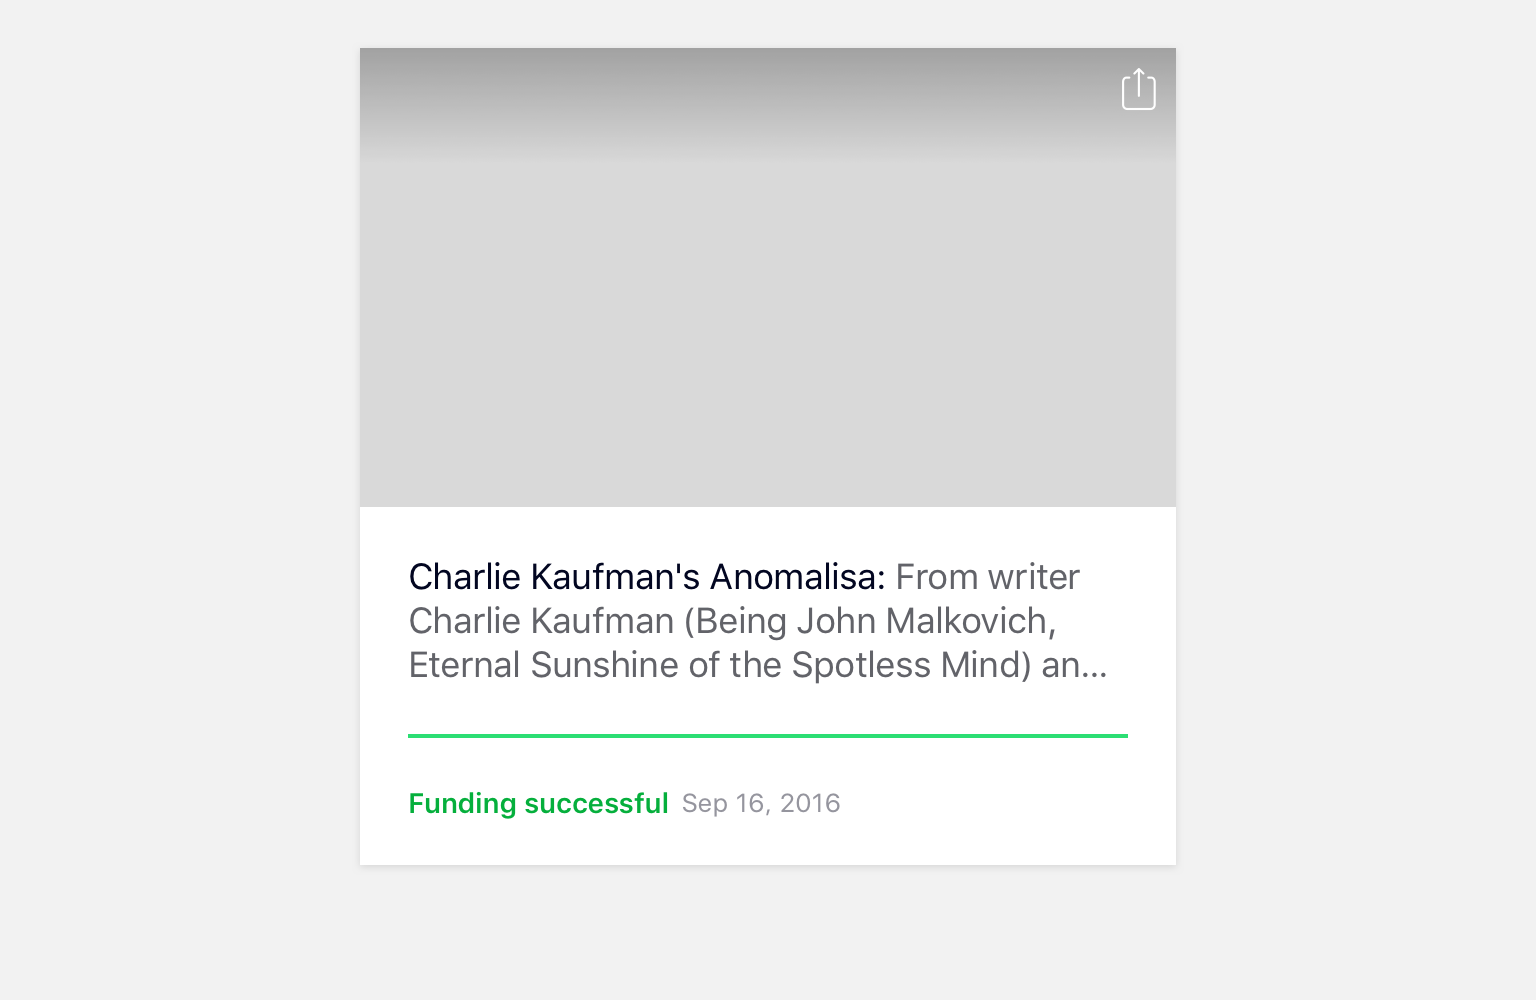 Charlie Kaufman's Anomalisa: From writer
Charlie Kaufman (Being John Malkovich,
Eternal Sunshine of the Spotless Mind) an...
Funding successful Sep 16, 2016